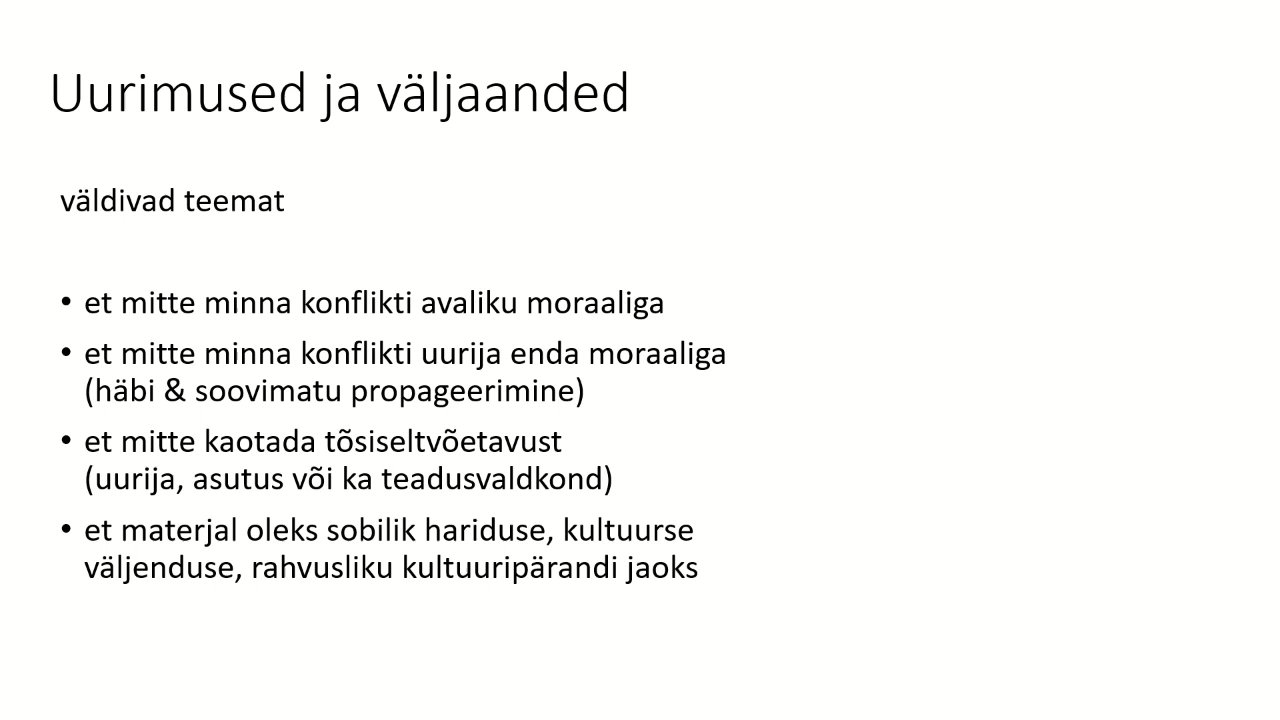 Uurimused ja väljaanded
väldivad teemat
• et mitte minna konflikti avaliku moraaliga
• et mitte minna konflikti uurija enda moraaliga
(häbi & soovimatu propageerimine)
• et mitte kaotada tõsiseltvõetavust
(uurija, asutus või ka teadusvaldkond)
• et materjal oleks sobilik hariduse, kultuurse
väljenduse, rahvusliku kultuuripärandi jaoks